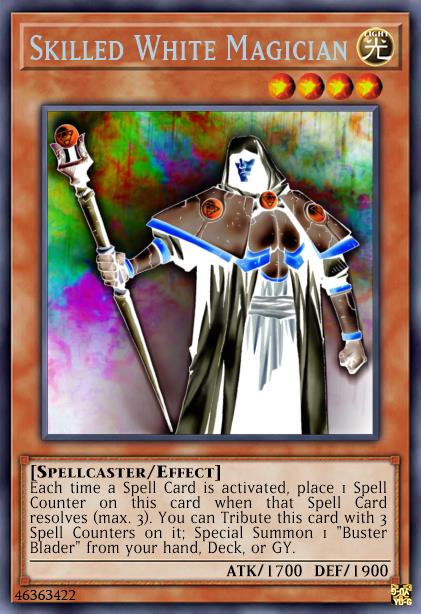 Skilled White Magician
LIGHT
光
[Spellcaster/Effect]
Each time a Spell Card is activated, place 1 Spell
Counter on this card when that Spell Card
resolves (max. 3). You can Tribute this card with 3
Spell Counters on it; Special Summon 1 "Buster
Blader" from your hand, Deck, or GY.
ATK/1700 DEF/1900
46363422